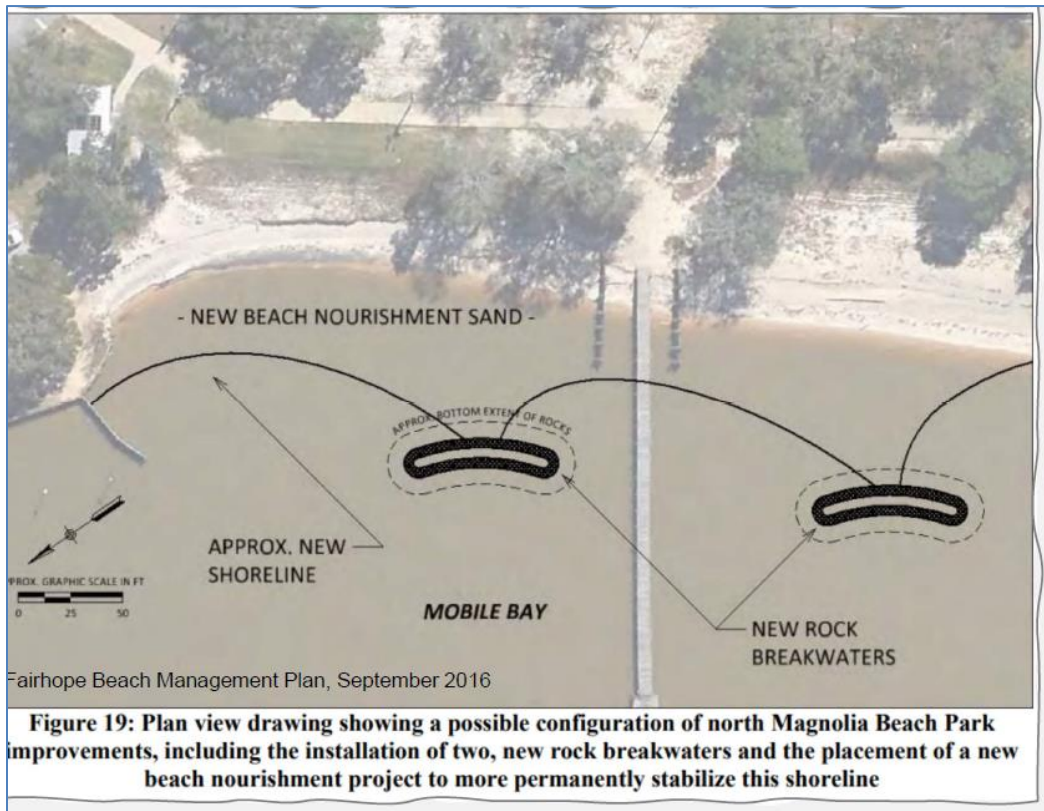 - NEW BEACH NOURISHMENT SAND -
APPROX. BOTTOM EXTENT OF ROCKS
APPROX. NEW
SHORELINE
PPROX. GRAPHIC SCALE IN FT
0 25 50
MOBILE BAY
NEW ROCK
BREAKWATERS
Fairhope Beach Management Plan, September 2016
Figure 19: Plan view drawing showing a possible configuration of north Magnolia Beach Park
improvements, including the installation of two, new rock breakwaters and the placement of a new
beach nourishment project to more permanently stabilize this shoreline